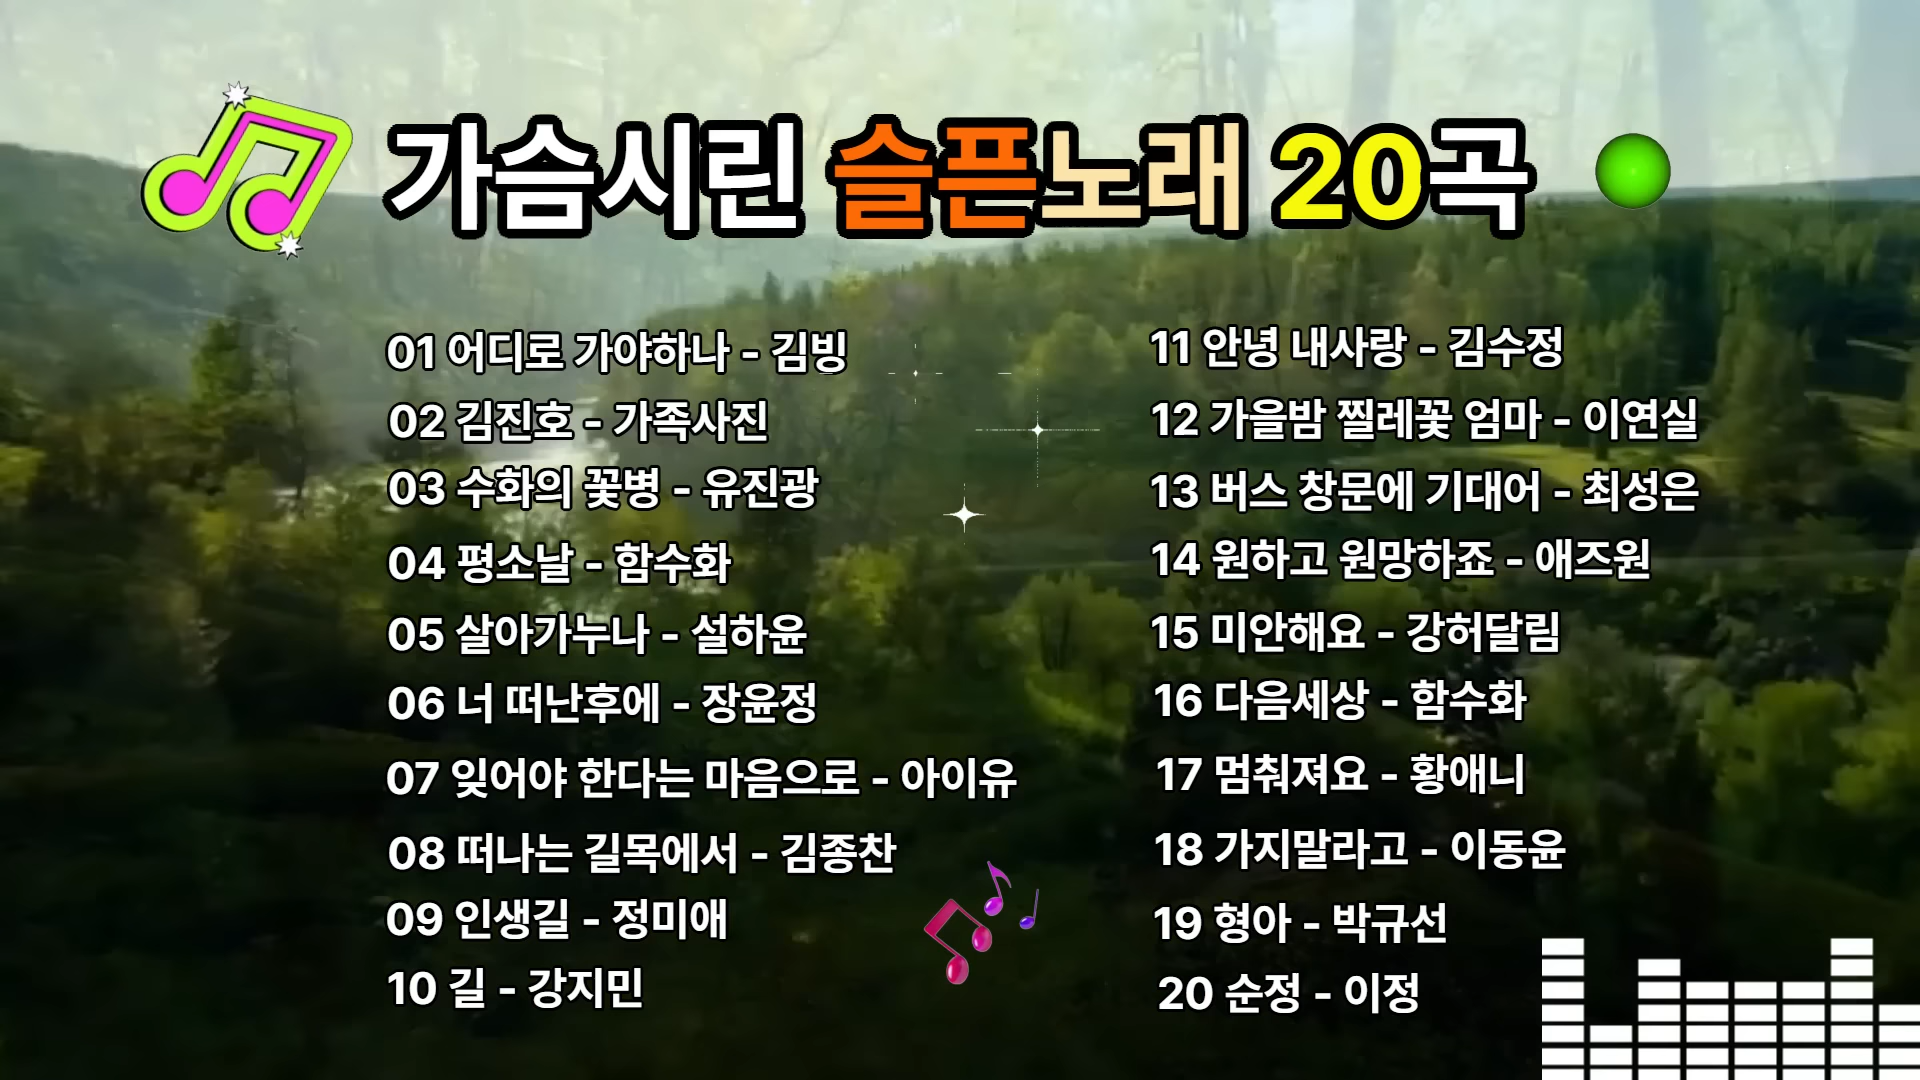 가슴시린 슬픈노래 20곡
01 어디로 가야하나 - 김빙
02 김진호 - 가족사진
03 수화의 꽃병 - 유진광
04 평소날 - 함수화
05 살아가누나 - 설하윤
06 너 떠난후에 - 장윤정
07 잊어야 한다는 마음으로 - 아이유
08 떠나는 길목에서 - 김종찬
09 인생길 - 정미애
10 길 - 강지민
11 안녕 내사랑 - 김수정
12 가을밤 찔레꽃 엄마 - 이연실
13 버스 창문에 기대어 - 최성은
14 원하고 원망하죠 - 애즈원
15 미안해요 - 강허달림
16 다음세상 - 함수화
17 멈춰져요 - 황애니
18 가지말라고 - 이동윤
19 형아 - 박규선
20 순정 - 이정